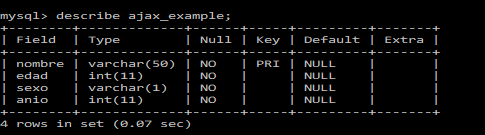 mysql> describe ajax_example;
+--------+-------------+------+-----+---------+-------+
| Field  | Type        | Null | Key | Default | Extra |
+--------+-------------+------+-----+---------+-------+
| nombre | varchar(50) | NO   | PRI | NULL    |       |
| edad   | int(11)     | NO   |     | NULL    |       |
| sexo   | varchar(1)  | NO   |     | NULL    |       |
| anio   | int(11)     | NO   |     | NULL    |       |
+--------+-------------+------+-----+---------+-------+
4 rows in set (0.07 sec)